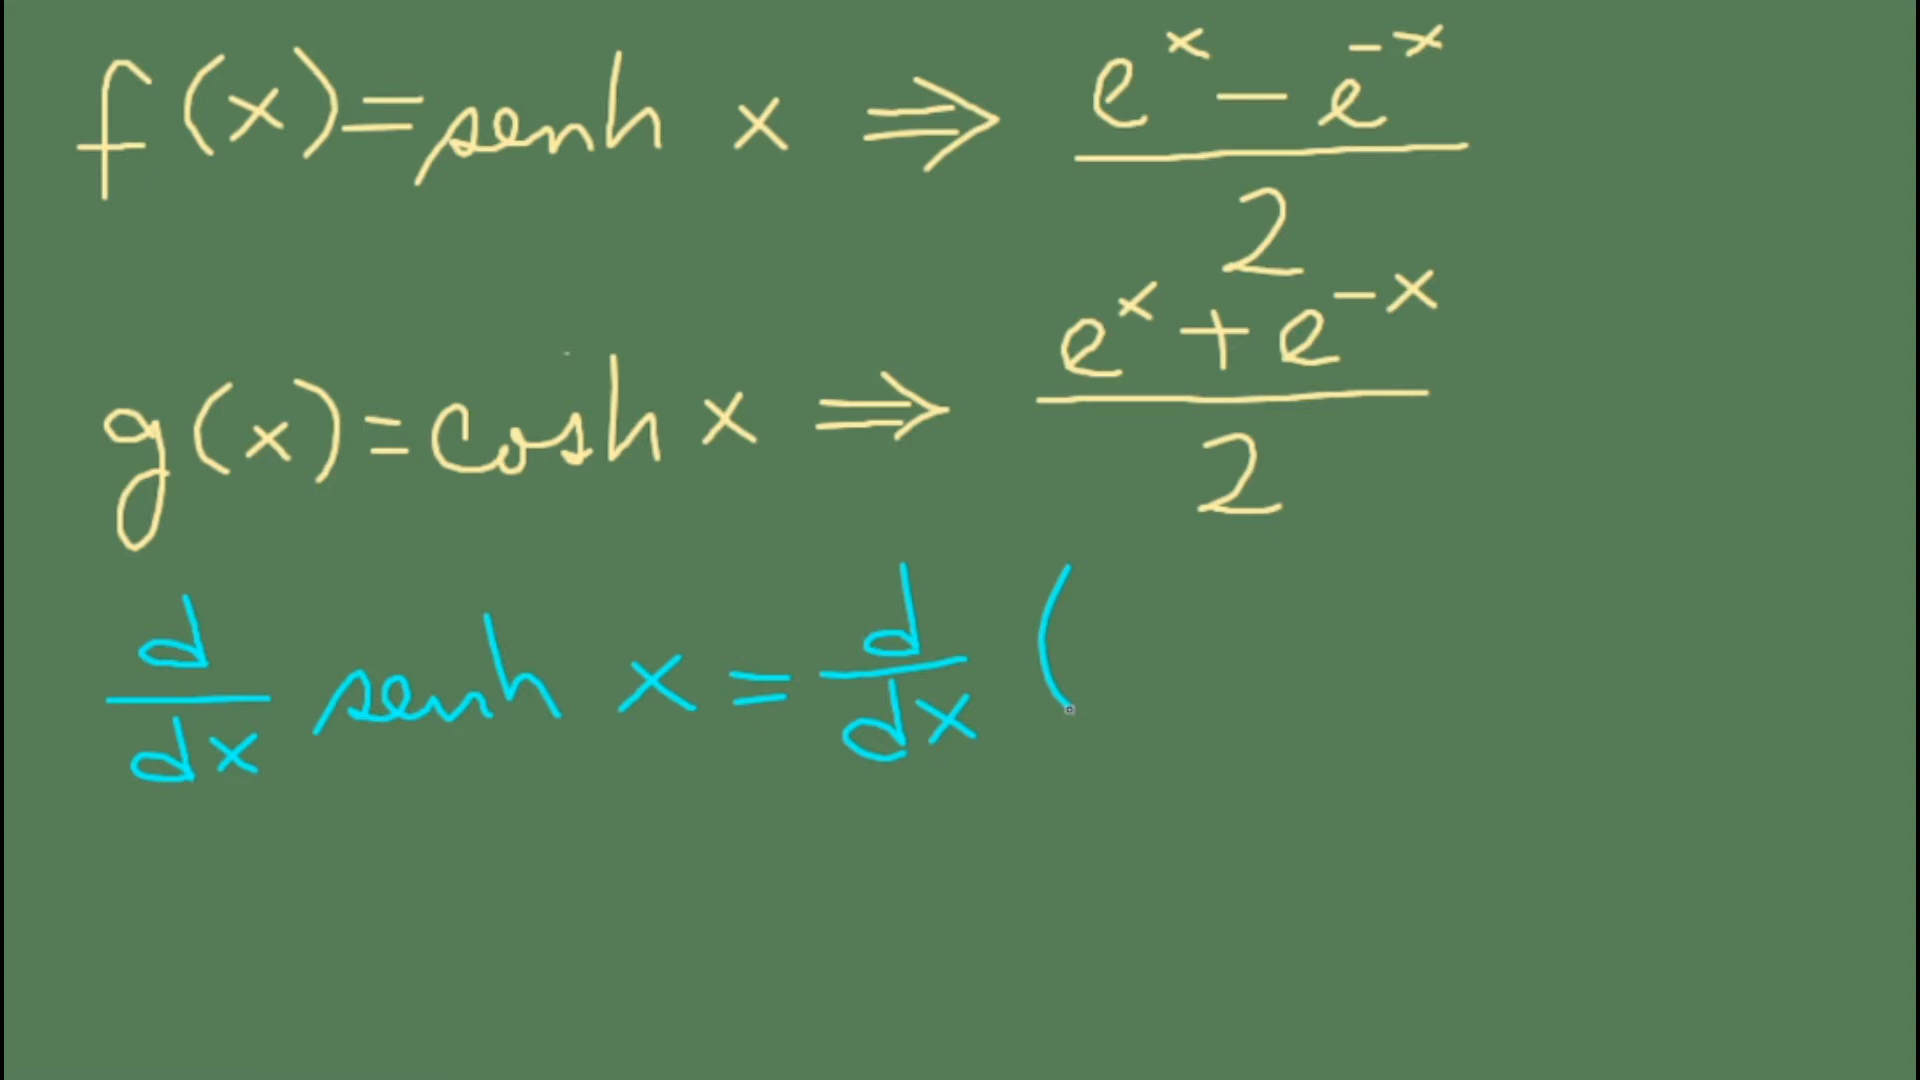 f(x) = senh x ⇒ (e^x - e^-x)/2
g(x) = cosh x ⇒ (e^x + e^-x)/2
d/dx senh x = d/dx (